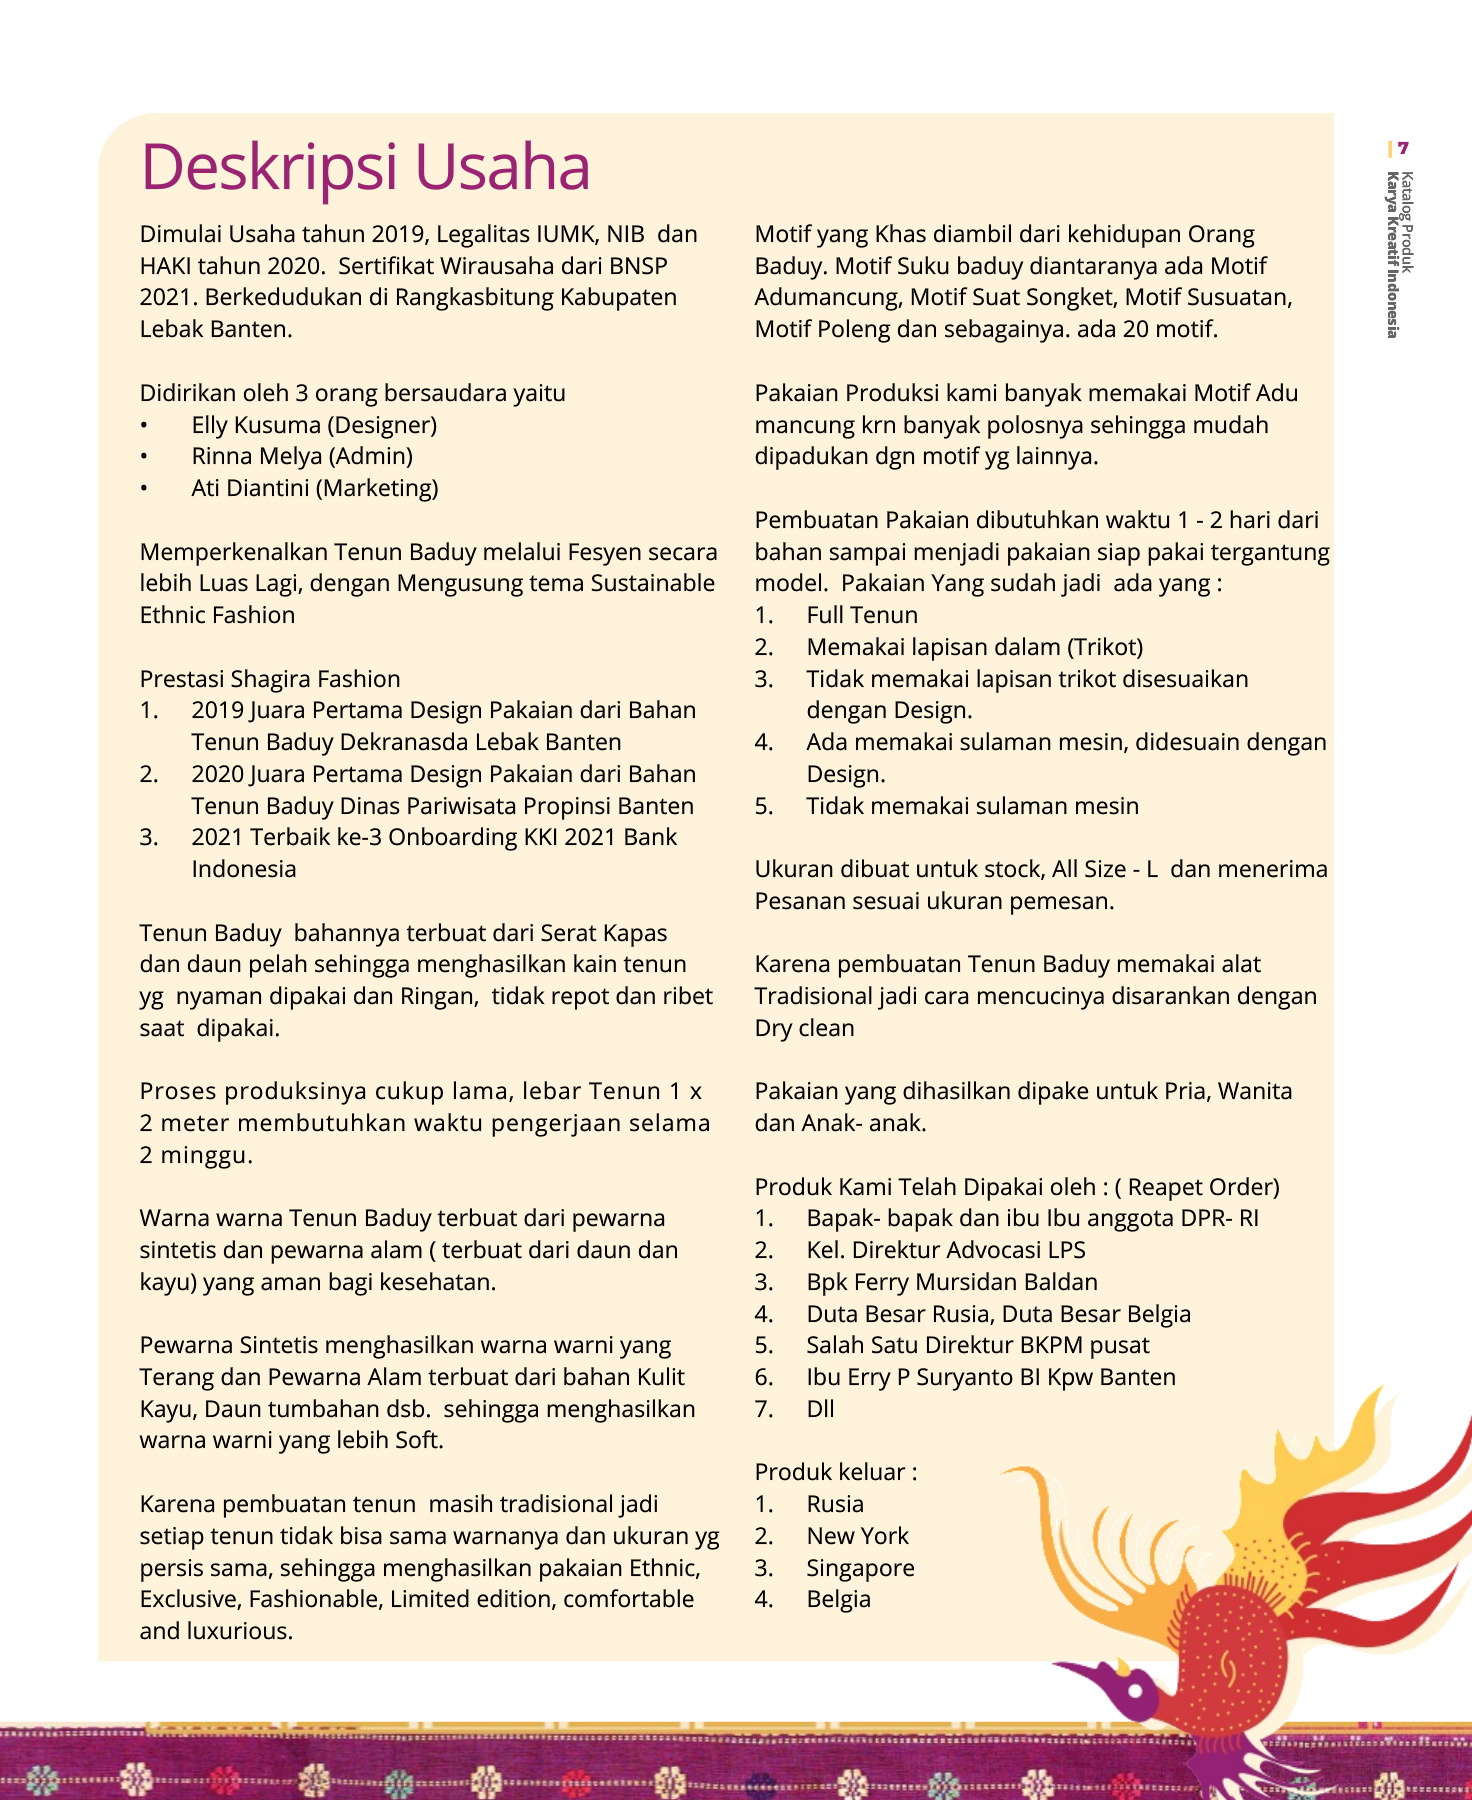 Deskripsi Usaha
Dimulai Usaha tahun 2019, Legalitas IUMK, NIB  dan
HAKI tahun 2020.  Sertifikat Wirausaha dari BNSP
2021. Berkedudukan di Rangkasbitung Kabupaten
Lebak Banten.
Didirikan oleh 3 orang bersaudara yaitu
• Elly Kusuma (Designer)
• Rinna Melya (Admin)
• Ati Diantini (Marketing)
Memperkenalkan Tenun Baduy melalui Fesyen secara
lebih Luas Lagi, dengan Mengusung tema Sustainable
Ethnic Fashion
Prestasi Shagira Fashion
1. 2019 Juara Pertama Design Pakaian dari Bahan
Tenun Baduy Dekranasda Lebak Banten
2. 2020 Juara Pertama Design Pakaian dari Bahan
Tenun Baduy Dinas Pariwisata Propinsi Banten
3. 2021 Terbaik ke-3 Onboarding KKI 2021 Bank
Indonesia
Tenun Baduy  bahannya terbuat dari Serat Kapas
dan daun pelah sehingga menghasilkan kain tenun
yg  nyaman dipakai dan Ringan,  tidak repot dan ribet
saat  dipakai.
Proses produksinya cukup lama, lebar Tenun 1 x
2 meter membutuhkan waktu pengerjaan selama
2 minggu.
Warna warna Tenun Baduy terbuat dari pewarna
sintetis dan pewarna alam ( terbuat dari daun dan
kayu) yang aman bagi kesehatan.
Pewarna Sintetis menghasilkan warna warni yang
Terang dan Pewarna Alam terbuat dari bahan Kulit
Kayu, Daun tumbahan dsb.  sehingga menghasilkan
warna warni yang lebih Soft.
Karena pembuatan tenun  masih tradisional jadi
setiap tenun tidak bisa sama warnanya dan ukuran yg
persis sama, sehingga menghasilkan pakaian Ethnic,
Exclusive, Fashionable, Limited edition, comfortable
and luxurious.
Motif yang Khas diambil dari kehidupan Orang
Baduy. Motif Suku baduy diantaranya ada Motif
Adumancung, Motif Suat Songket, Motif Susuatan,
Motif Poleng dan sebagainya. ada 20 motif.
Pakaian Produksi kami banyak memakai Motif Adu
mancung krn banyak polosnya sehingga mudah
dipadukan dgn motif yg lainnya.
Pembuatan Pakaian dibutuhkan waktu 1 - 2 hari dari
bahan sampai menjadi pakaian siap pakai tergantung
model.  Pakaian Yang sudah jadi  ada yang :
1. Full Tenun
2. Memakai lapisan dalam (Trikot)
3. Tidak memakai lapisan trikot disesuaikan
dengan Design.
4. Ada memakai sulaman mesin, didesuain dengan
Design.
5. Tidak memakai sulaman mesin
Ukuran dibuat untuk stock, All Size - L  dan menerima
Pesanan sesuai ukuran pemesan.
Karena pembuatan Tenun Baduy memakai alat
Tradisional jadi cara mencucinya disarankan dengan
Dry clean
Pakaian yang dihasilkan dipake untuk Pria, Wanita
dan Anak- anak.
Produk Kami Telah Dipakai oleh : ( Reapet Order)
1. Bapak- bapak dan ibu Ibu anggota DPR- RI
2. Kel. Direktur Advocasi LPS
3. Bpk Ferry Mursidan Baldan
4. Duta Besar Rusia, Duta Besar Belgia
5. Salah Satu Direktur BKPM pusat
6. Ibu Erry P Suryanto BI Kpw Banten
7. Dll
Produk keluar :
1. Rusia
2. New York
3. Singapore
4. Belgia
7
Katalog Produk
Karya Kreatif Indonesia